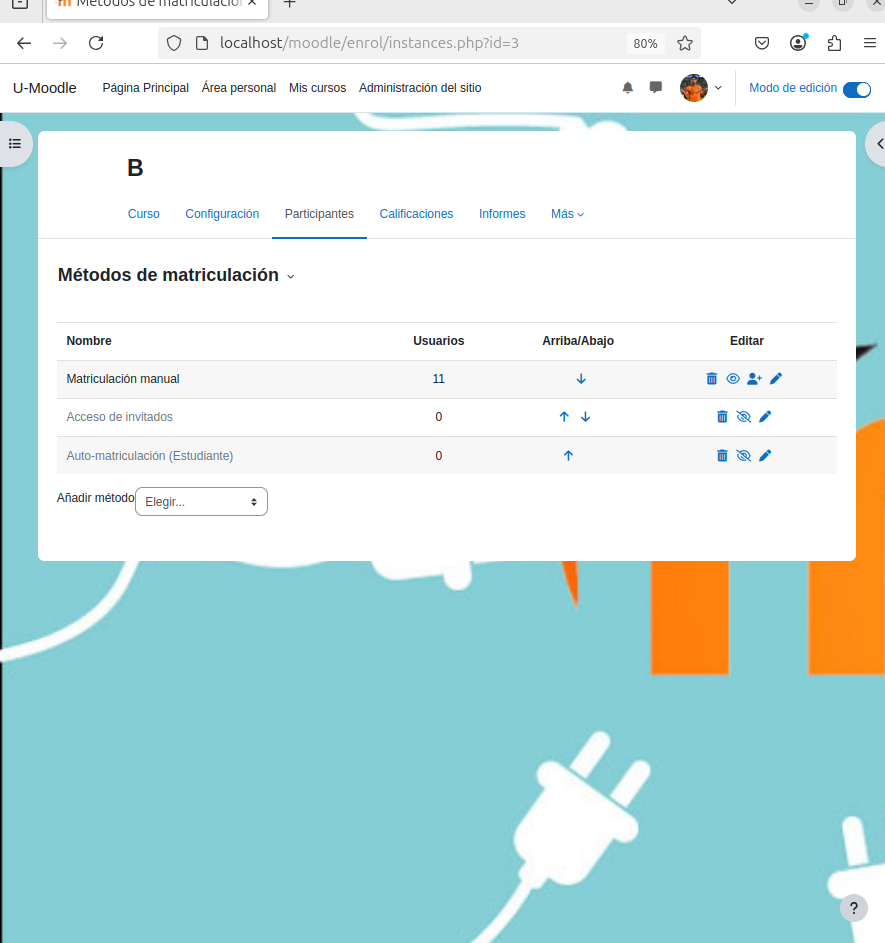 Métodos de matriculación
localhost/moodle/enrol/instances.php?id=3
80%
U-Moodle
Página Principal
Área personal
Mis cursos
Administración del sitio
Modo de edición
B
Curso
Configuración
Participantes
Calificaciones
Informes
Más
Métodos de matriculación
Nombre Usuarios Arriba/Abajo Editar
Matriculación manual 11
Acceso de invitados 0
Auto-matriculación (Estudiante) 0
Añadir método Elegir...
?